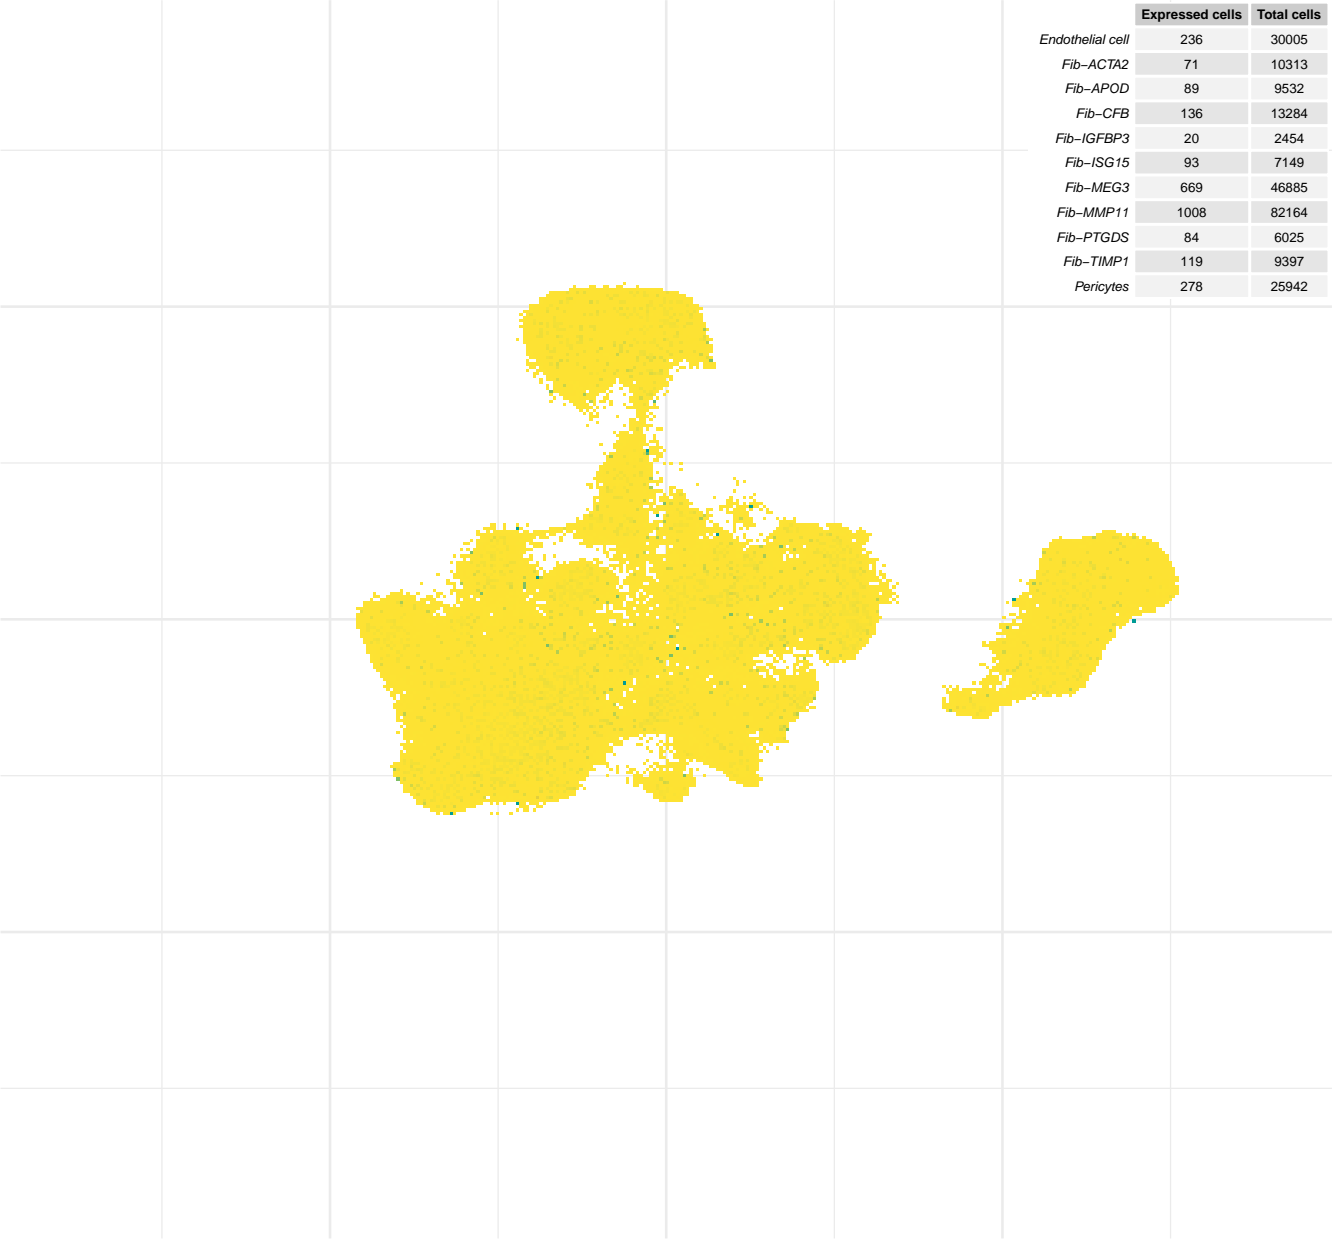 Expressed cells Total cells
Endothelial cell 236 30005
Fib−ACTA2 71 10313
Fib−APOD 89 9532
Fib−CFB 136 13284
Fib−IGFBP3 20 2454
Fib−ISG15 93 7149
Fib−MEG3 669 46885
Fib−MMP11 1008 82164
Fib−PTGDS 84 6025
Fib−TIMP1 119 9397
Pericytes 278 25942